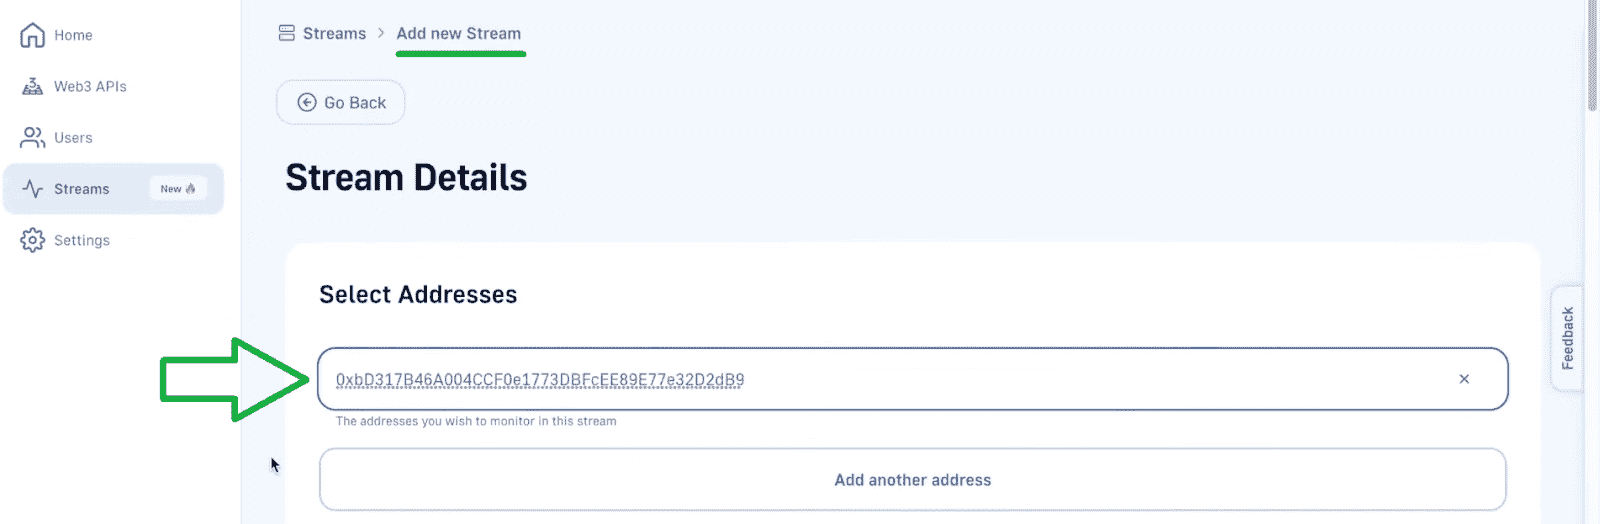 Home
Web3 APIs
Users
Streams New
Settings
Streams > Add new Stream
Go Back
Stream Details
Select Addresses
0xbD317B46A004CCF0e1773DBFcEE89E77e32D2dB9
The addresses you wish to monitor in this stream
Add another address
Feedback